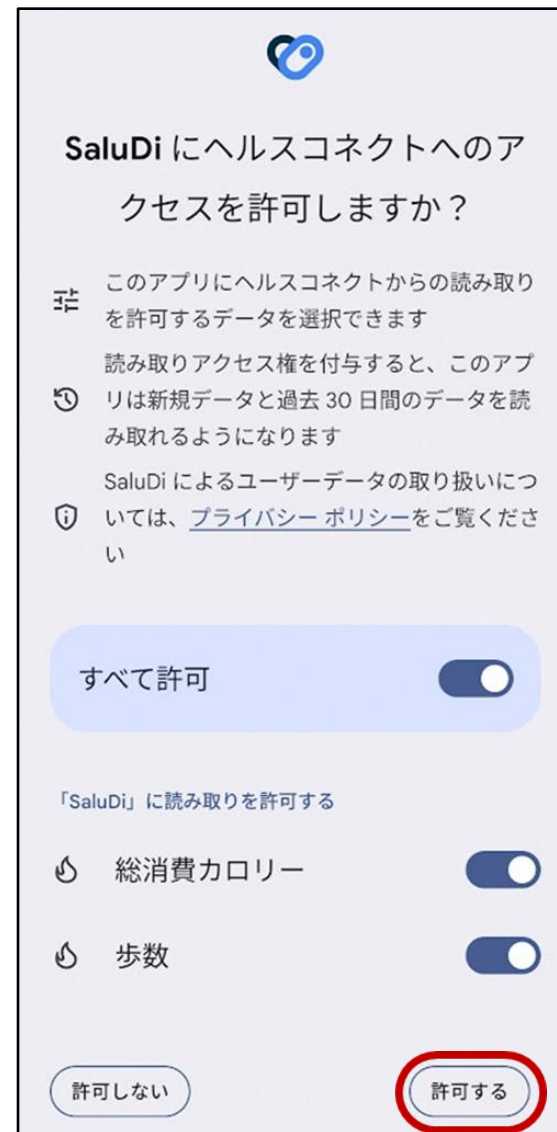 SaluDi にヘルスコネクトへのア
クセスを許可しますか？
このアプリにヘルスコネクトからの読み取り
を許可するデータを選択できます
読み取りアクセス権を付与すると、このアプ
リは新規データと過去 30 日間のデータを読
み取れるようになります
SaluDi によるユーザーデータの取り扱いにつ
いては、プライバシー ポリシーをご覧くださ
い
すべて許可
「SaluDi」に読み取りを許可する
総消費カロリー
歩数
許可しない
許可する